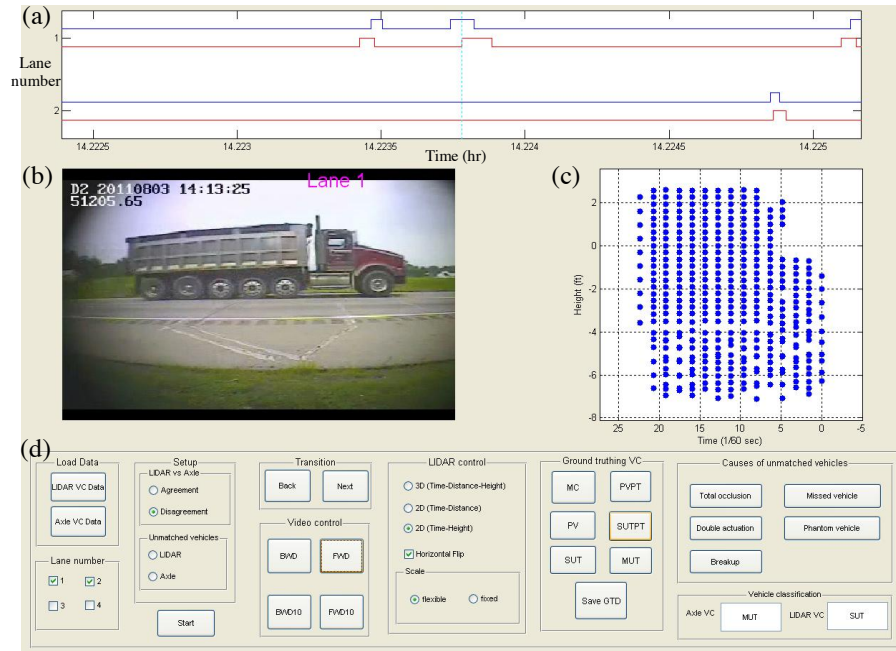 (a)
1
Lane
number
2
14.2225
14.223
14.2235
14.224
14.2245
14.225
Time (hr)
(b)
D2 20110803 14:13:25
51205.65
Lane 1
(c)
2
0
-2
-4
-6
-8
Height (ft)
25
20
15
10
5
0
-5
Time (1/60 sec)
(d)
Load Data
LIDAR VC Data
Axle VC Data
Lane number
1
2
3
4
Setup
LIDAR vs Axle
Agreement
Disagreement
Unmatched vehicles
LIDAR
Axle
Start
Transition
Back
Next
Video control
BWD
FWD
BWD10
FWD10
LIDAR control
3D (Time-Distance-Height)
2D (Time-Distance)
2D (Time-Height)
Horizontal Flip
Scale
flexible
fixed
Ground truthing VC
MC
PVPT
PV
SUTPT
SUT
MUT
Save GTD
Causes of unmatched vehicles
Total occlusion
Missed vehicle
Double actuation
Phantom vehicle
Breakup
Vehicle classification
Axle VC
MUT
LIDAR VC
SUT